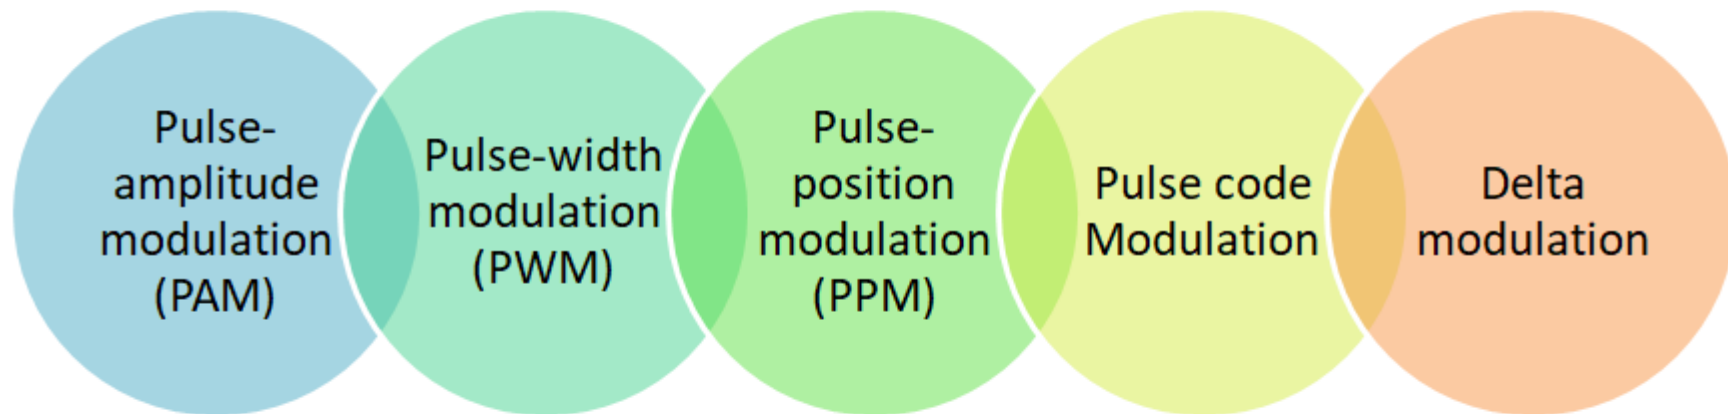 Pulse-
amplitude
modulation
(PAM)
Pulse-width
modulation
(PWM)
Pulse-
position
modulation
(PPM)
Pulse code
Modulation
Delta
modulation